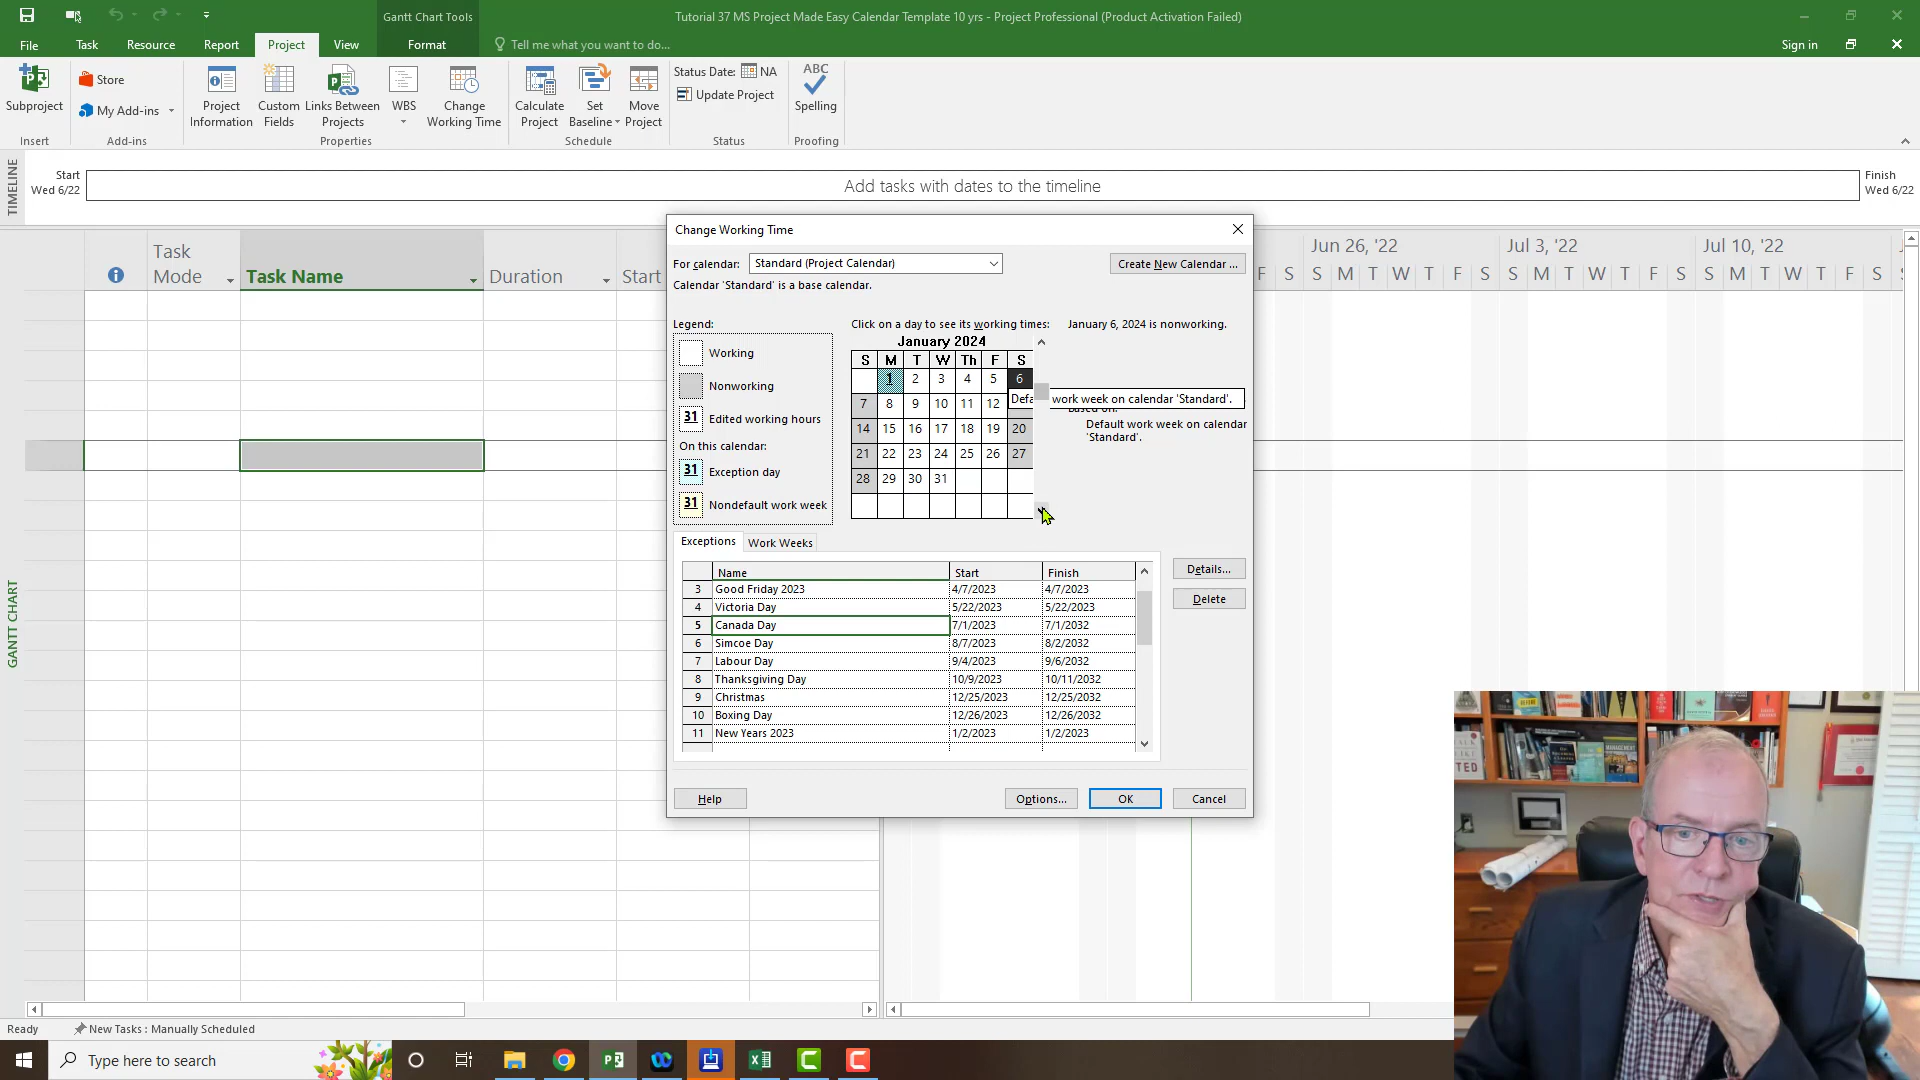 Gantt Chart Tools
Tutorial 37 MS Project Made Easy Calendar Template 10 yrs - Project Professional (Product Activation Failed)
File Task Resource Report Project View Format Tell me what you want to do... Sign in
Subproject
Store
My Add-ins
Project Information
Custom Fields
Links Between Projects
WBS
Change Working Time
Calculate Project
Set Baseline
Move Project
Status Date: NA
Update Project
ABC
Spelling
Insert Add-ins Properties Schedule Status Proofing
TIMELINE
Start
Wed 6/22
Add tasks with dates to the timeline
Finish
Wed 6/22
Task Mode
Task Name
Duration
Start
Jun 26, '22 Jul 3, '22 Jul 10, '22
F S S M T W T F S S M T W T F S S M T W T F S S
GANTT CHART
Change Working Time
For calendar: Standard (Project Calendar)
Create New Calendar ...
Calendar 'Standard' is a base calendar.
Legend:
Working
Nonworking
31 Edited working hours
On this calendar:
31 Exception day
31 Nondefault work week
Click on a day to see its working times:
January 6, 2024 is nonworking.
January 2024
S M T W Th F S
1 2 3 4 5 6
7 8 9 10 11 12
14 15 16 17 18 19 20
21 22 23 24 25 26 27
28 29 30 31
Defa work week on calendar 'Standard'.
Based on:
Default work week on calendar
'Standard'.
Exceptions Work Weeks
Name Start Finish
3 Good Friday 2023 4/7/2023 4/7/2023
4 Victoria Day 5/22/2023 5/22/2023
5 Canada Day 7/1/2023 7/1/2032
6 Simcoe Day 8/7/2023 8/2/2032
7 Labour Day 9/4/2023 9/6/2032
8 Thanksgiving Day 10/9/2023 10/11/2032
9 Christmas 12/25/2023 12/25/2032
10 Boxing Day 12/26/2023 12/26/2032
11 New Years 2023 1/2/2023 1/2/2023
Details...
Delete
Help Options... OK Cancel
Ready New Tasks : Manually Scheduled
Type here to search